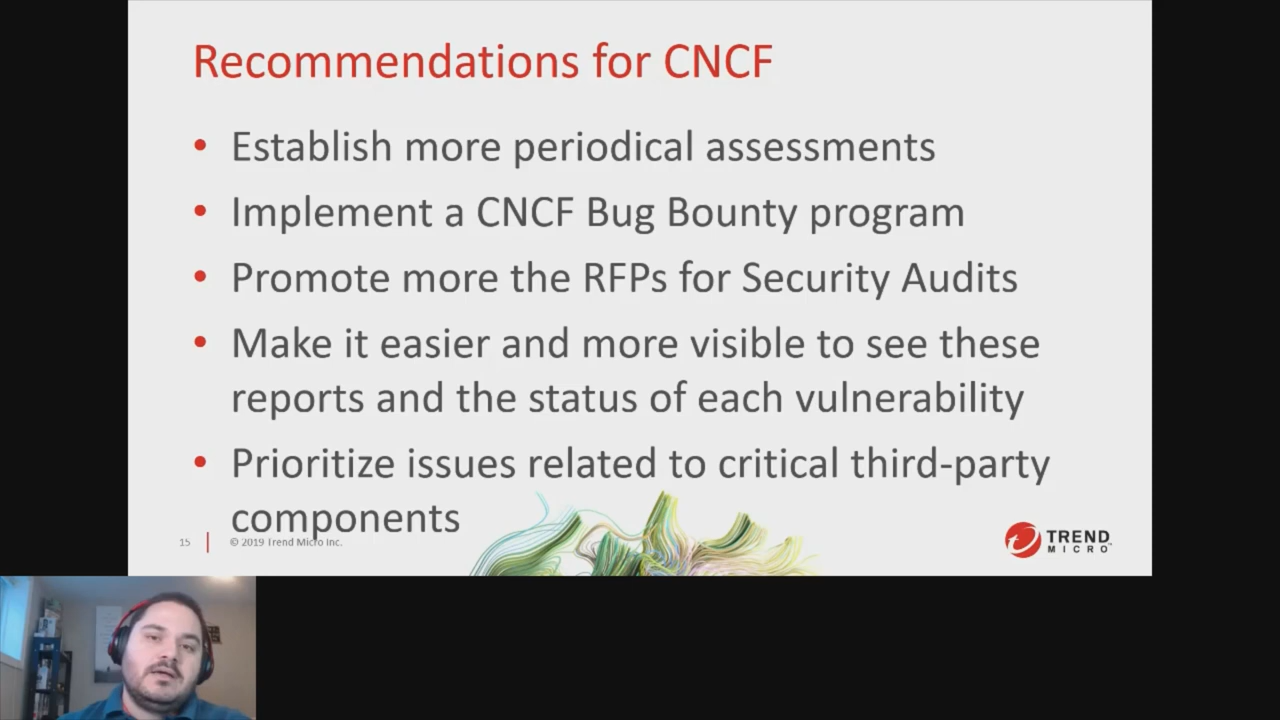 Recommendations for CNCF
• Establish more periodical assessments
• Implement a CNCF Bug Bounty program
• Promote more the RFPs for Security Audits
• Make it easier and more visible to see these
reports and the status of each vulnerability
• Prioritize issues related to critical third-party
components
15
© 2019 Trend Micro Inc.
TREND
MICRO™